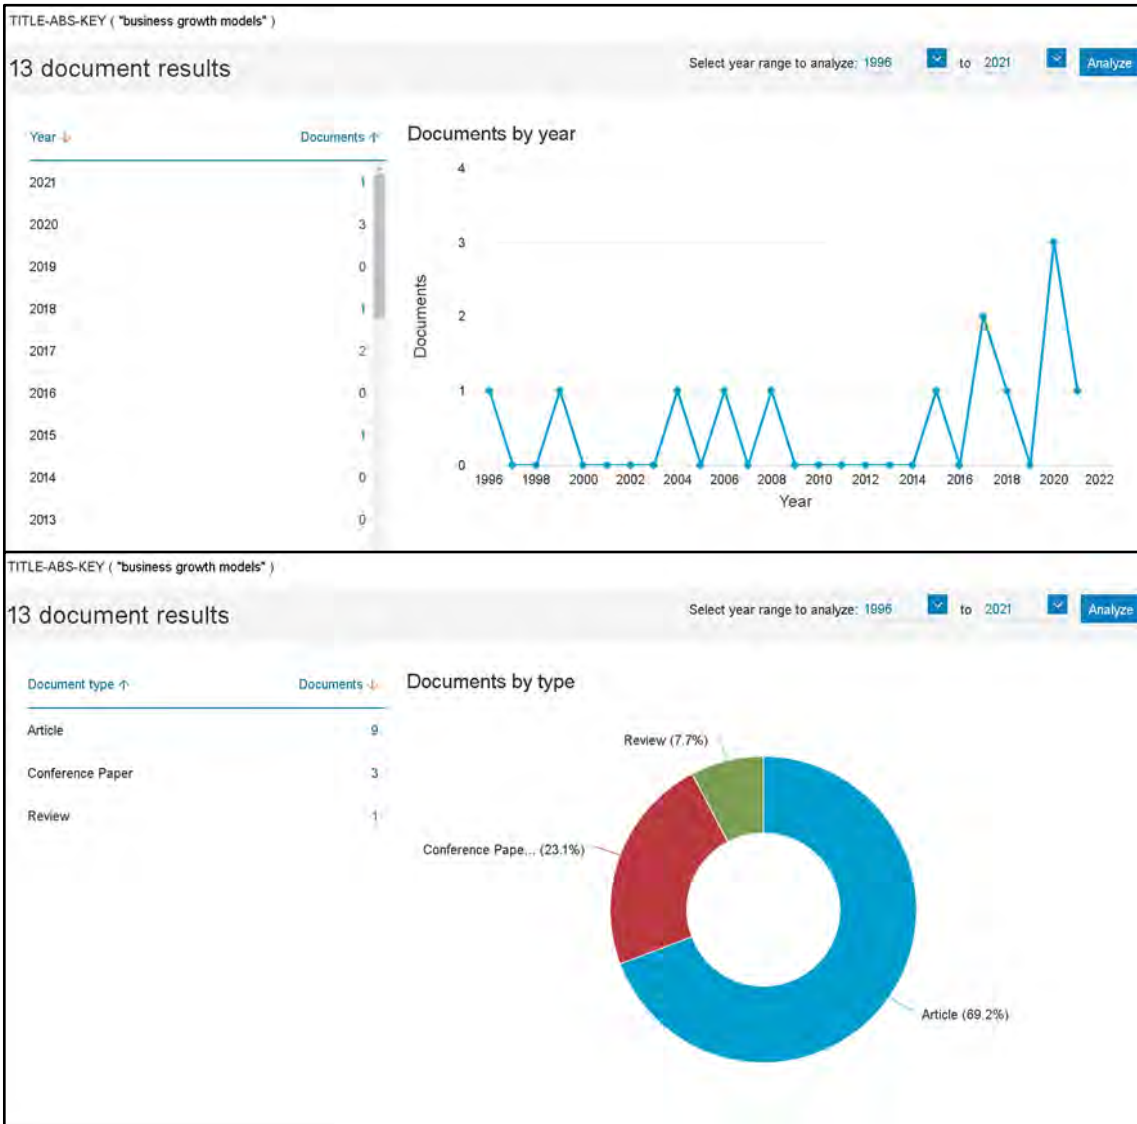 TITLE-ABS-KEY ( "business growth models" )
13 document results
Select year range to analyze: 1996 to 2021 Analyze
Year Documents
2021 1
2020 3
2019 0
2018 1
2017 2
2016 0
2015 1
2014 0
2013 0
Documents by year
4
3
2
1
0
Documents
1996 1998 2000 2002 2004 2006 2008 2010 2012 2014 2016 2018 2020 2022
Year
TITLE-ABS-KEY ( "business growth models" )
13 document results
Select year range to analyze: 1996 to 2021 Analyze
Document type Documents
Article 9
Conference Paper 3
Review 1
Documents by type
Review (7.7%)
Conference Pape... (23.1%)
Article (69.2%)